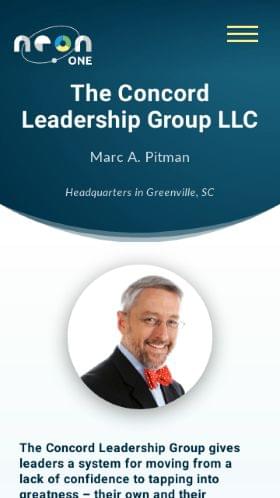 neon
ONE
The Concord
Leadership Group LLC
Marc A. Pitman
Headquarters in Greenville, SC
The Concord Leadership Group gives
leaders a system for moving from a
lack of confidence to tapping into
greatness – their own and their